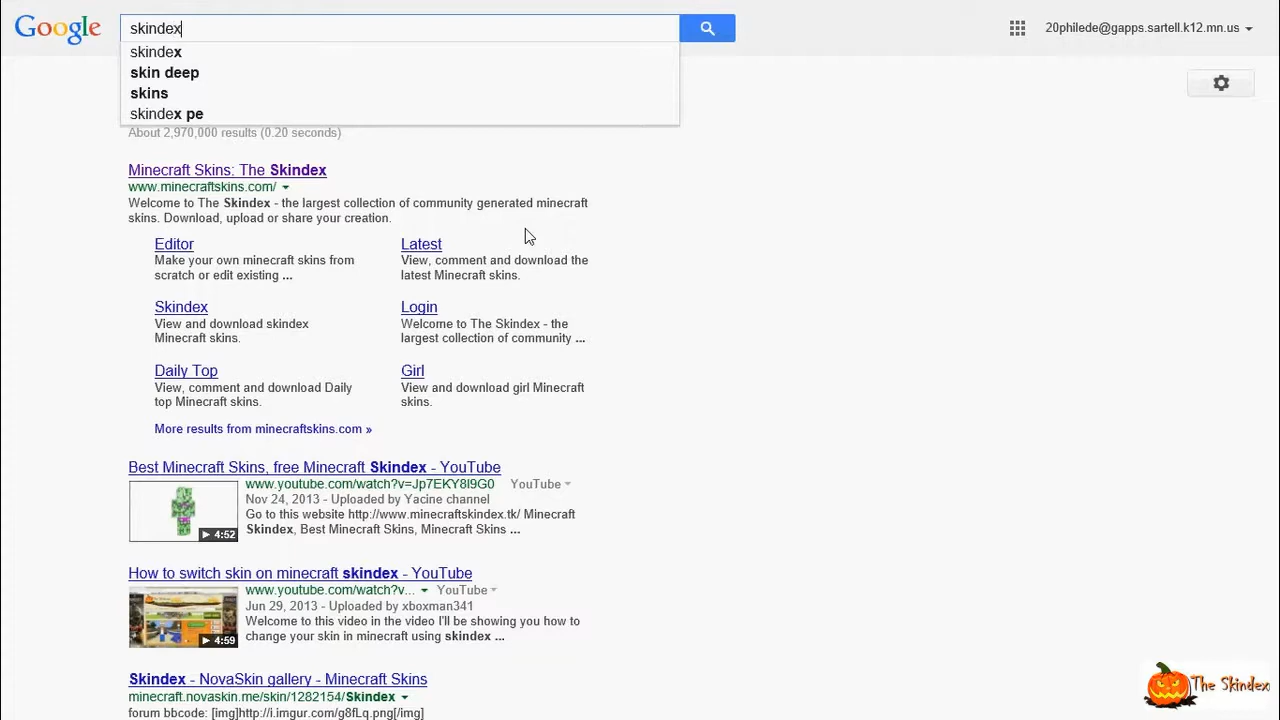 Google
skindex
20philede@gapps.sartell.k12.mn.us
skindex
skin deep
skins
skindex pe
About 2,970,000 results (0.20 seconds)
Minecraft Skins: The Skindex
www.minecraftskins.com/
Welcome to The Skindex - the largest collection of community generated minecraft
skins. Download, upload or share your creation.
Editor
Make your own minecraft skins from
scratch or edit existing ...
Latest
View, comment and download the
latest Minecraft skins.
Skindex
View and download skindex
Minecraft skins.
Login
Welcome to The Skindex - the
largest collection of community ...
Daily Top
View, comment and download Daily
top Minecraft skins.
Girl
View and download girl Minecraft
skins.
More results from minecraftskins.com »
Best Minecraft Skins, free Minecraft Skindex - YouTube
www.youtube.com/watch?v=Jp7EKY8I9G0 YouTube
Nov 24, 2013 - Uploaded by Yacine channel
Go to this website http://www.minecraftskindex.tk/ Minecraft
Skindex, Best Minecraft Skins, Minecraft Skins ...
4:52
How to switch skin on minecraft skindex - YouTube
www.youtube.com/watch?v... YouTube
Jun 29, 2013 - Uploaded by xboxman341
Welcome to this video in the video I'll be showing you how to
change your skin in minecraft using skindex ...
4:59
Skindex - NovaSkin gallery - Minecraft Skins
minecraft.novaskin.me/skin/1282154/Skindex
forum bbcode: [img]http://i.imgur.com/g8fLq.png[/img]
The Skindex